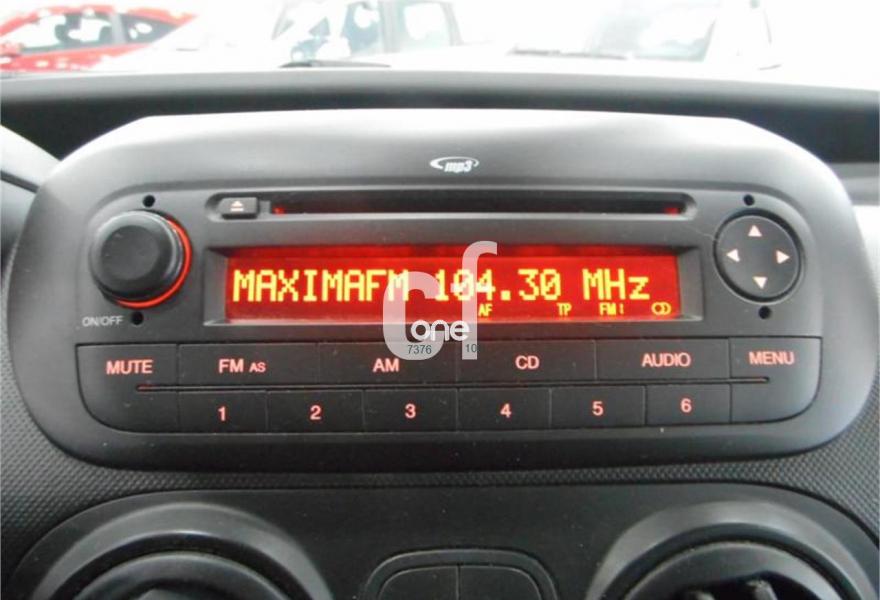 mp3
MAXIMAFM 104.30 MHz
AF TP FM1
cf
one
7376 10
ON/OFF
MUTE FM AS AM CD AUDIO MENU
1 2 3 4 5 6